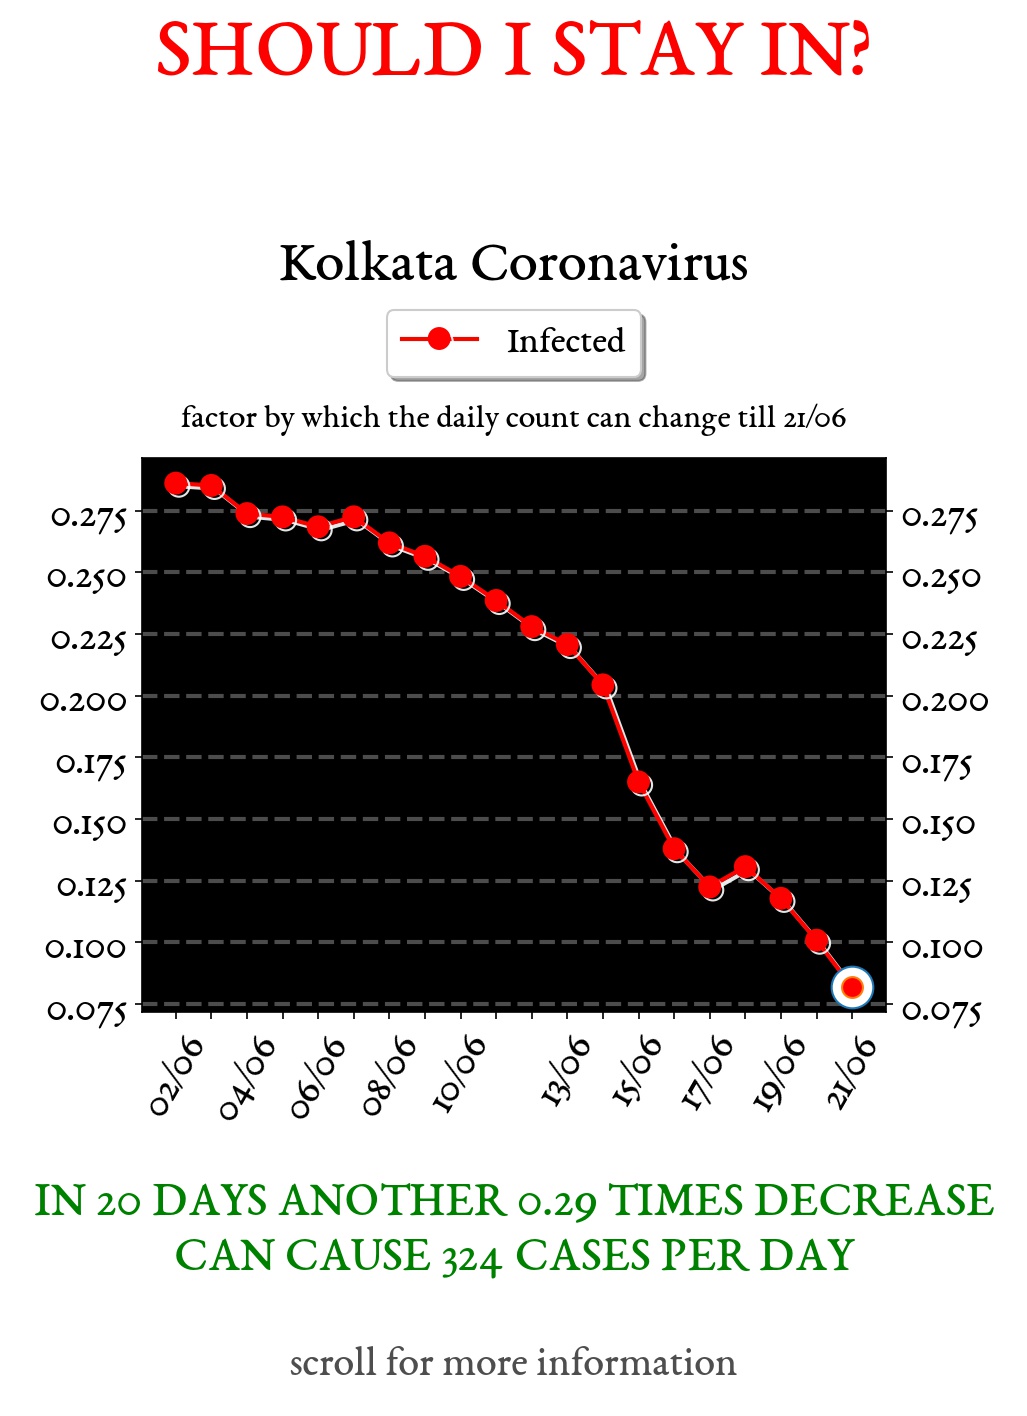 SHOULD I STAY IN?
Kolkata Coronavirus
Infected
factor by which the daily count can change till 21/06
0.275 0.275
0.250 0.250
0.225 0.225
0.200 0.200
0.175 0.175
0.150 0.150
0.125 0.125
0.100 0.100
0.075 0.075
02/06 04/06 06/06 08/06 10/06 13/06 15/06 17/06 19/06 21/06
IN 20 DAYS ANOTHER 0.29 TIMES DECREASE
CAN CAUSE 324 CASES PER DAY
scroll for more information